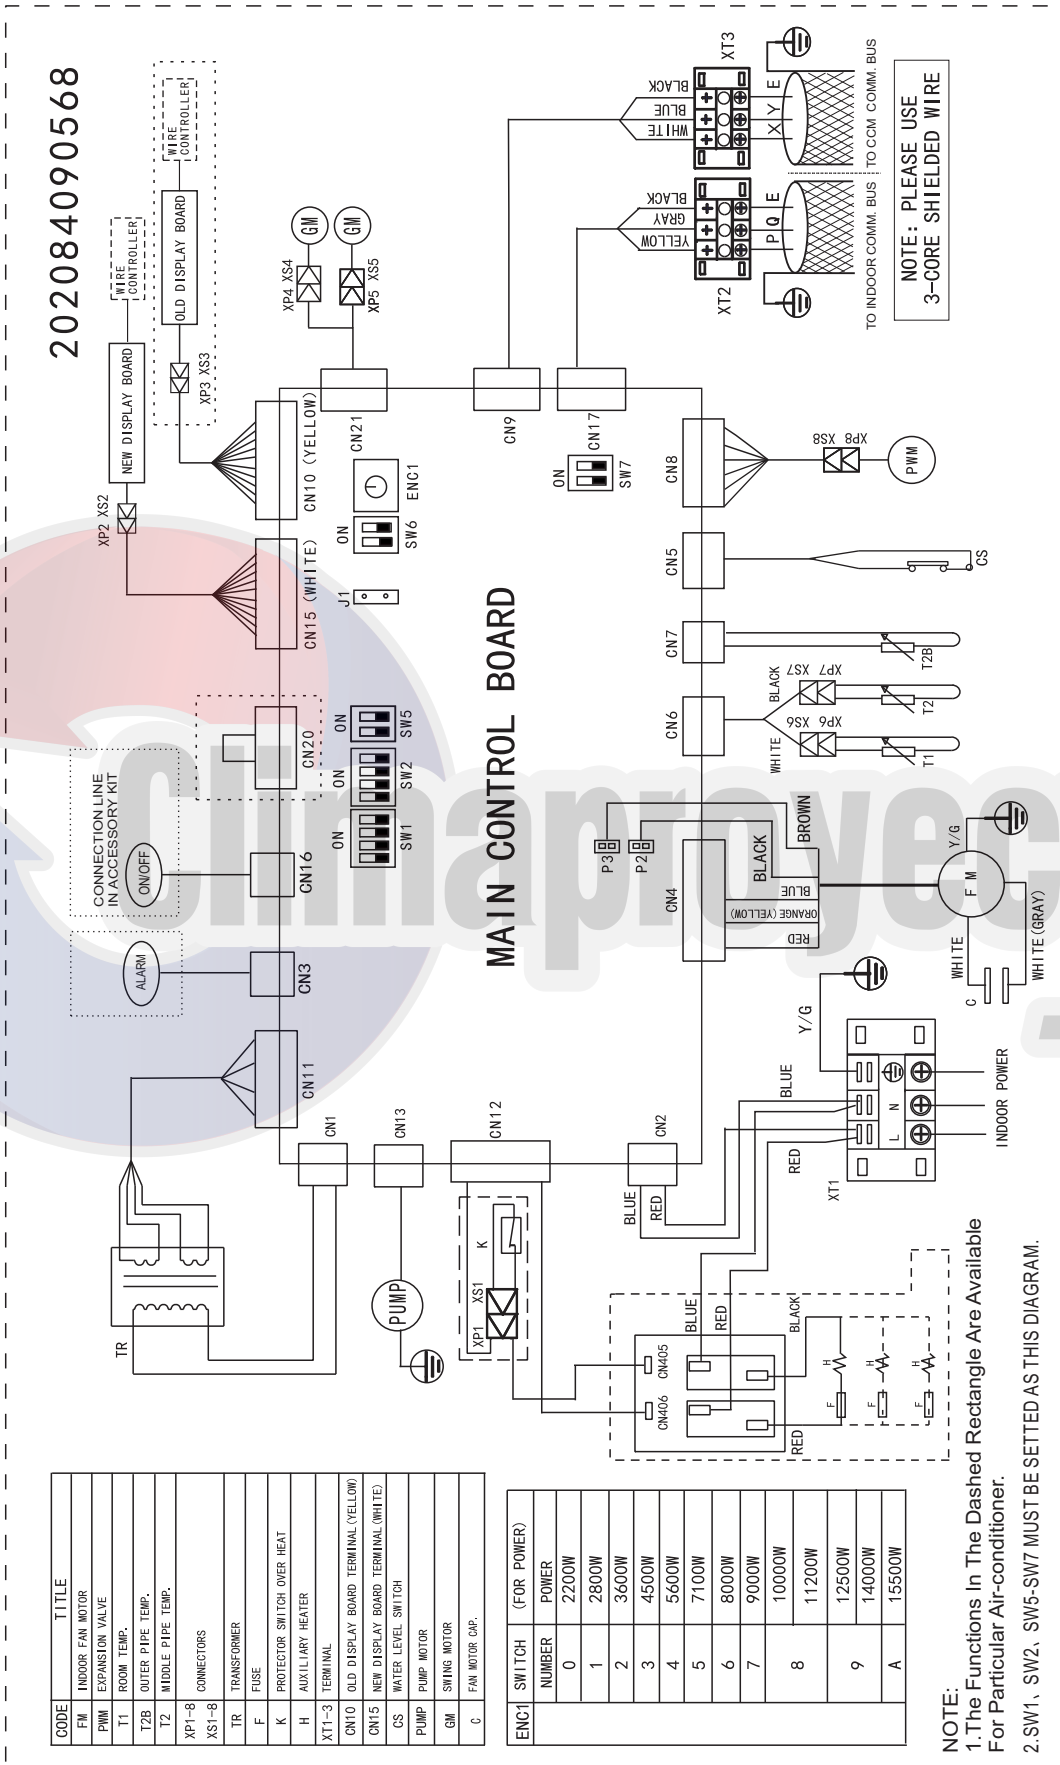 202084090568
WIRE CONTROLLER
OLD DISPLAY BOARD
XP3 XS3
WIRE CONTROLLER
NEW DISPLAY BOARD
XP2 XS2
CONNECTION LINE
IN ACCESSORY KIT
ON/OFF
ALARM
TR
CN11
CN3
CN16
CN20
CN15 (WHITE)
CN10 (YELLOW)
ON
SW1
ON
SW2
ON
SW5
J1
ON
SW6
ENC1
GM
GM
XP4 XS4
XP5 XS5
CN21
CN9
CN17
ON
SW7
MAIN CONTROL BOARD
CN1
CN13
CN12
CN2
PUMP
K
XP1 XS1
BLUE
RED
BLUE
RED
CN406
CN405
BLUE
RED
BLACK
RED
F
H
F
H
F
H
XT1
L
N
Y/G
INDOOR POWER
CN4
P3
P2
BLACK
BROWN
RED
ORANGE (YELLOW)
BLUE
FM
Y/G
WHITE
WHITE(GRAY)
C
CN6
CN7
CN5
CN8
WHITE
BLACK
XP6 XS6
XP7 XS7
T1
T2
T2B
CS
XP8 XS8
PWM
BLACK
BLUE
WHITE
XT3
X Y E
TO CCM COMM. BUS
BLACK
GRAY
YELLOW
XT2
P Q E
TO INDOOR COMM. BUS
NOTE: PLEASE USE
3-CORE SHIELDED WIRE
Climaproyec
CODE TITLE
FM INDOOR FAN MOTOR
PWM EXPANSION VALVE
T1 ROOM TEMP.
T2B OUTER PIPE TEMP.
T2 MIDDLE PIPE TEMP.
XP1-8
XS1-8 CONNECTORS
TR TRANSFORMER
F FUSE
K PROTECTOR SWITCH OVER HEAT
H AUXILIARY HEATER
XT1-3 TERMINAL
CN10 OLD DISPLAY BOARD TERMINAL(YELLOW)
CN15 NEW DISPLAY BOARD TERMINAL(WHITE)
CS WATER LEVEL SWITCH
PUMP PUMP MOTOR
GM SWING MOTOR
C FAN MOTOR CAP.
ENC1 SWITCH (FOR POWER)
NUMBER POWER
0 2200W
1 2800W
2 3600W
3 4500W
4 5600W
5 7100W
6 8000W
7 9000W
8 10000W
11200W
9 12500W
14000W
A 15500W
NOTE:
1.The Functions In The Dashed Rectangle Are Available
For Particular Air-conditioner.
2.SW1、SW2、SW5-SW7 MUST BE SETTED AS THIS DIAGRAM.